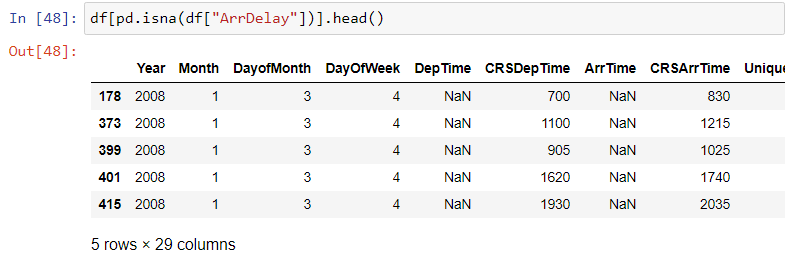 In [48]: df[pd.isna(df["ArrDelay"])].head()
Out[48]:
Year Month DayofMonth DayOfWeek DepTime CRSDepTime ArrTime CRSArrTime Unique
178 2008 1 3 4 NaN 700 NaN 830
373 2008 1 3 4 NaN 1100 NaN 1215
399 2008 1 3 4 NaN 905 NaN 1025
401 2008 1 3 4 NaN 1620 NaN 1740
415 2008 1 3 4 NaN 1930 NaN 2035
5 rows × 29 columns